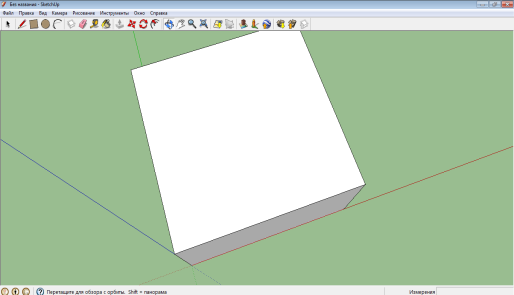 Без названия - SketchUp
Файл Правка Вид Камера Рисование Инструменты Окно Справка
Перетащите для обзора с орбиты. Shift = панорама
Измерения